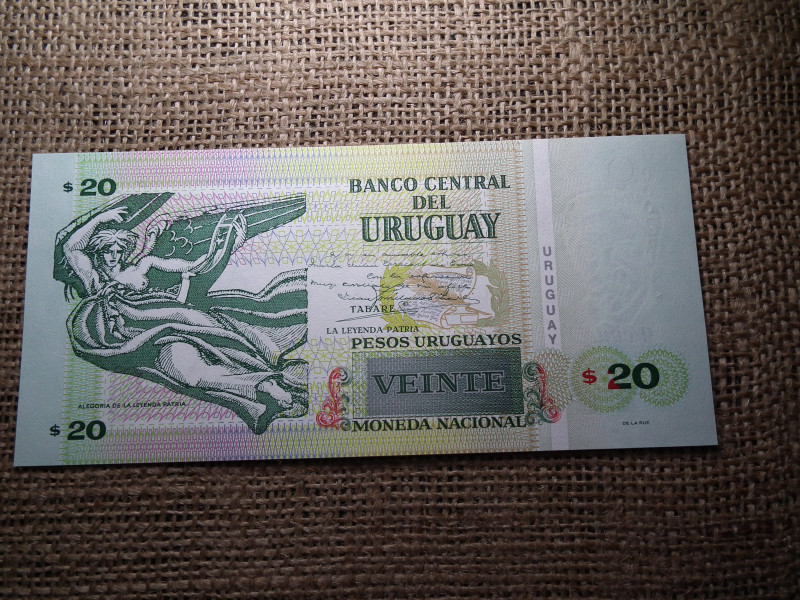 $ 20
BANCO CENTRAL
DEL
URUGUAY
TABARÉ
LA LEYENDA PATRIA
PESOS URUGUAYOS
VEINTE
MONEDA NACIONAL
URUGUAY
$ 20
DE LA RUE
ALEGORIA DE LA LEYENDA PATRIA
$ 20